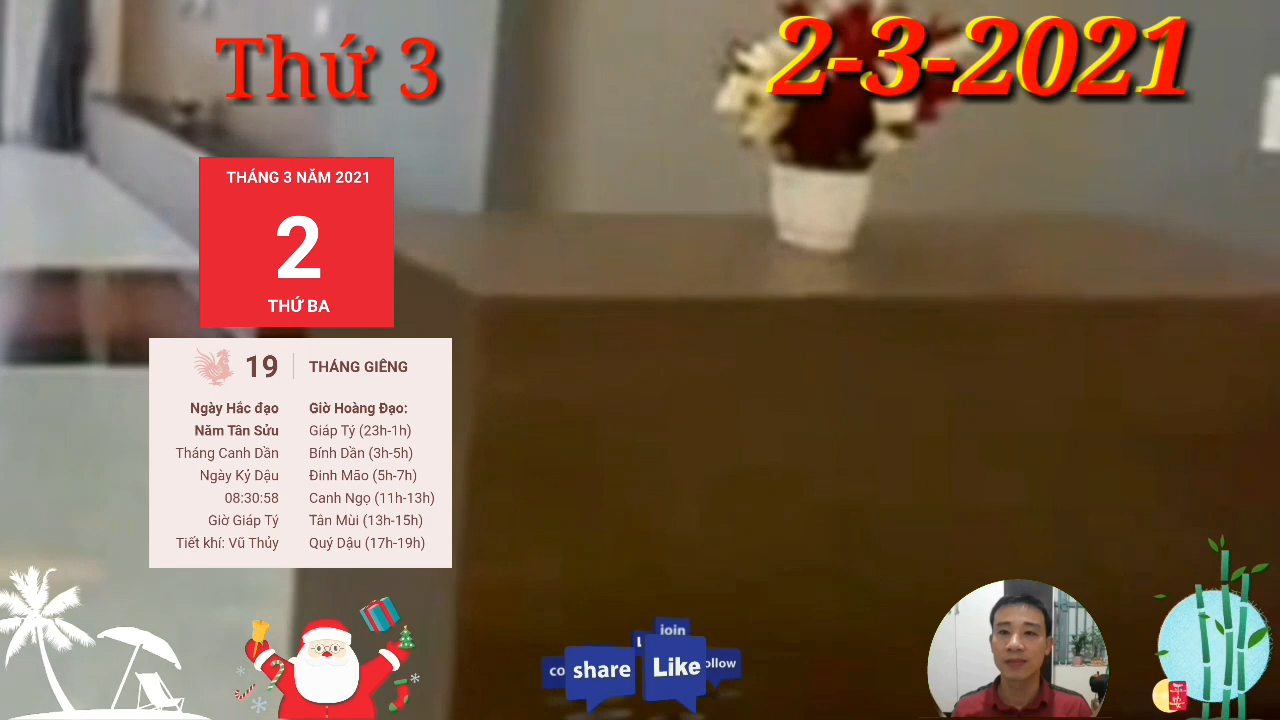 Thứ 3
2-3-2021
THÁNG 3 NĂM 2021
2
THỨ BA
19
THÁNG GIÊNG
Ngày Hắc đạo
Năm Tân Sửu
Tháng Canh Dần
Ngày Kỷ Dậu
08:30:58
Giờ Giáp Tý
Tiết khí: Vũ Thủy
Giờ Hoàng Đạo:
Giáp Tý (23h-1h)
Bính Dần (3h-5h)
Đinh Mão (5h-7h)
Canh Ngọ (11h-13h)
Tân Mùi (13h-15h)
Quý Dậu (17h-19h)
join
co
share
Like
ollow